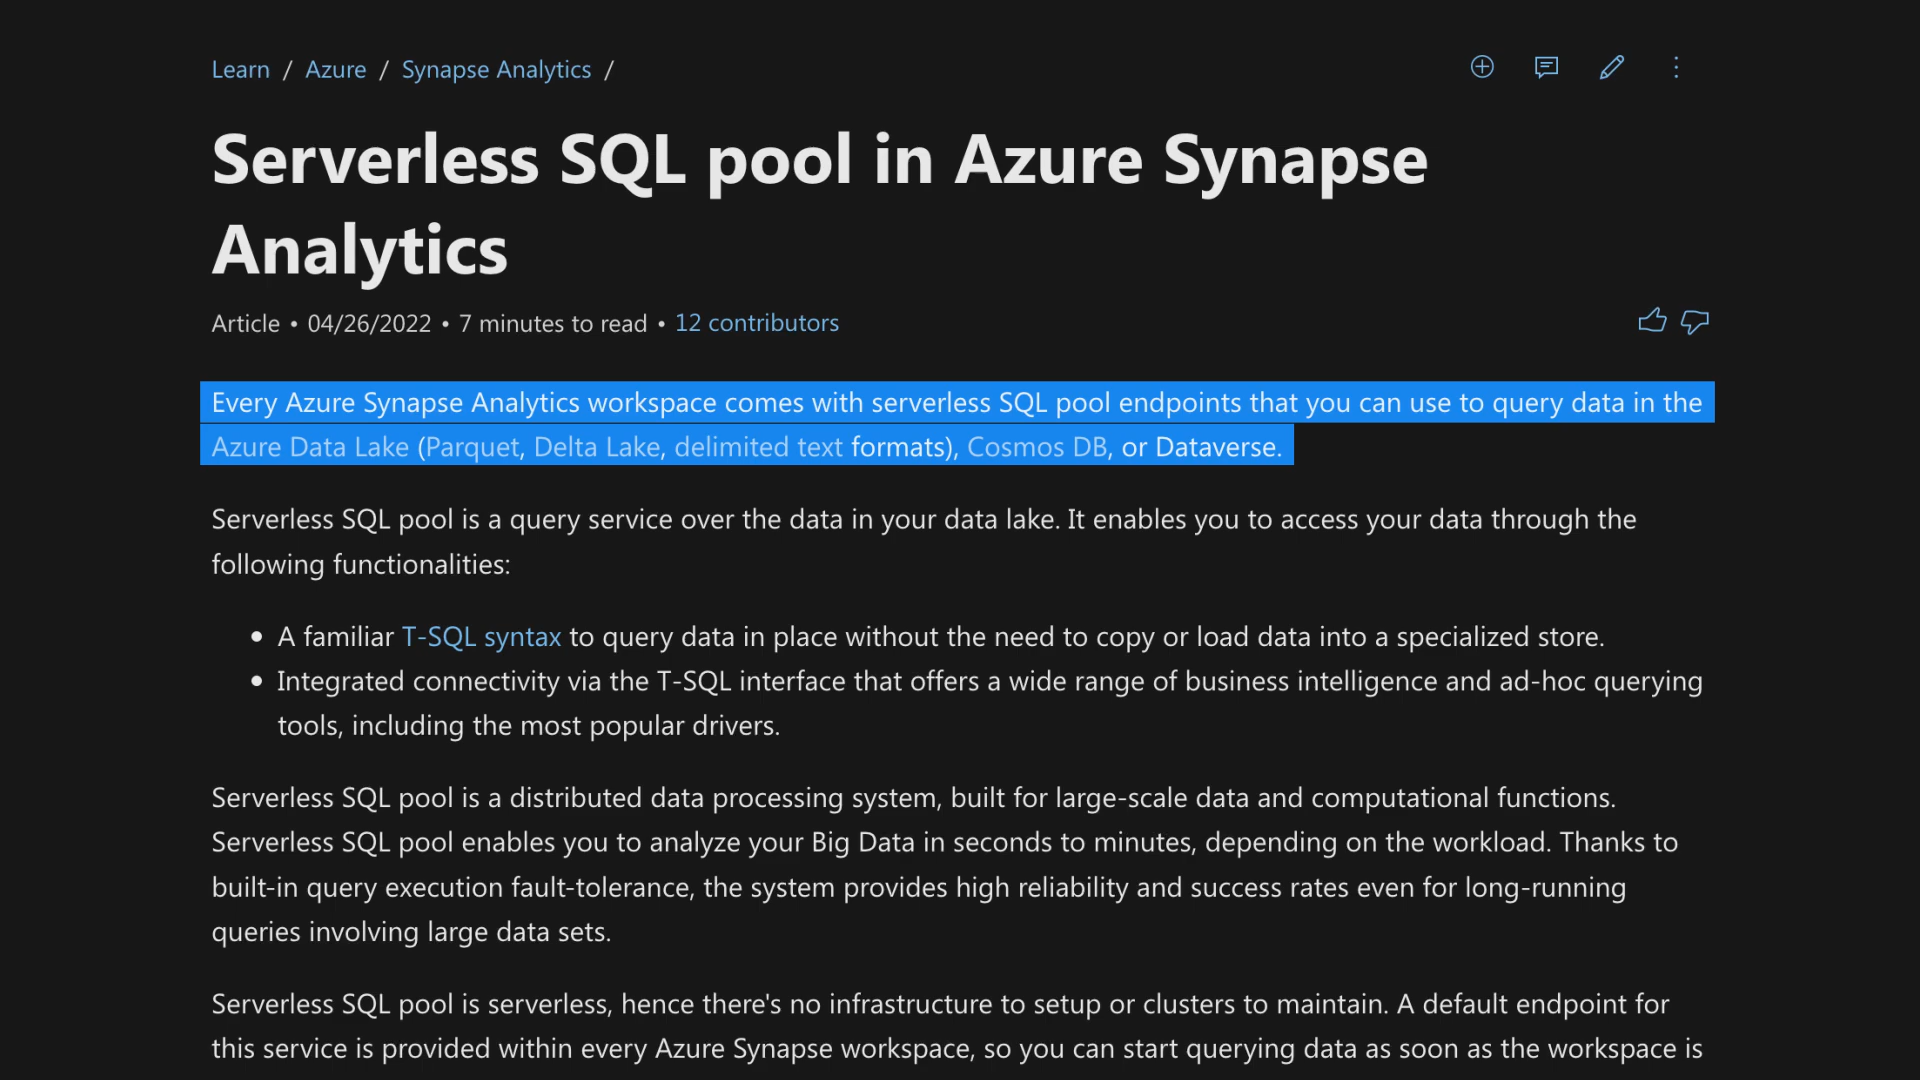 Learn / Azure / Synapse Analytics /
Serverless SQL pool in Azure Synapse
Analytics
Article • 04/26/2022 • 7 minutes to read • 12 contributors
Every Azure Synapse Analytics workspace comes with serverless SQL pool endpoints that you can use to query data in the
Azure Data Lake (Parquet, Delta Lake, delimited text formats), Cosmos DB, or Dataverse.
Serverless SQL pool is a query service over the data in your data lake. It enables you to access your data through the
following functionalities:
• A familiar T-SQL syntax to query data in place without the need to copy or load data into a specialized store.
• Integrated connectivity via the T-SQL interface that offers a wide range of business intelligence and ad-hoc querying
tools, including the most popular drivers.
Serverless SQL pool is a distributed data processing system, built for large-scale data and computational functions.
Serverless SQL pool enables you to analyze your Big Data in seconds to minutes, depending on the workload. Thanks to
built-in query execution fault-tolerance, the system provides high reliability and success rates even for long-running
queries involving large data sets.
Serverless SQL pool is serverless, hence there's no infrastructure to setup or clusters to maintain. A default endpoint for
this service is provided within every Azure Synapse workspace, so you can start querying data as soon as the workspace is